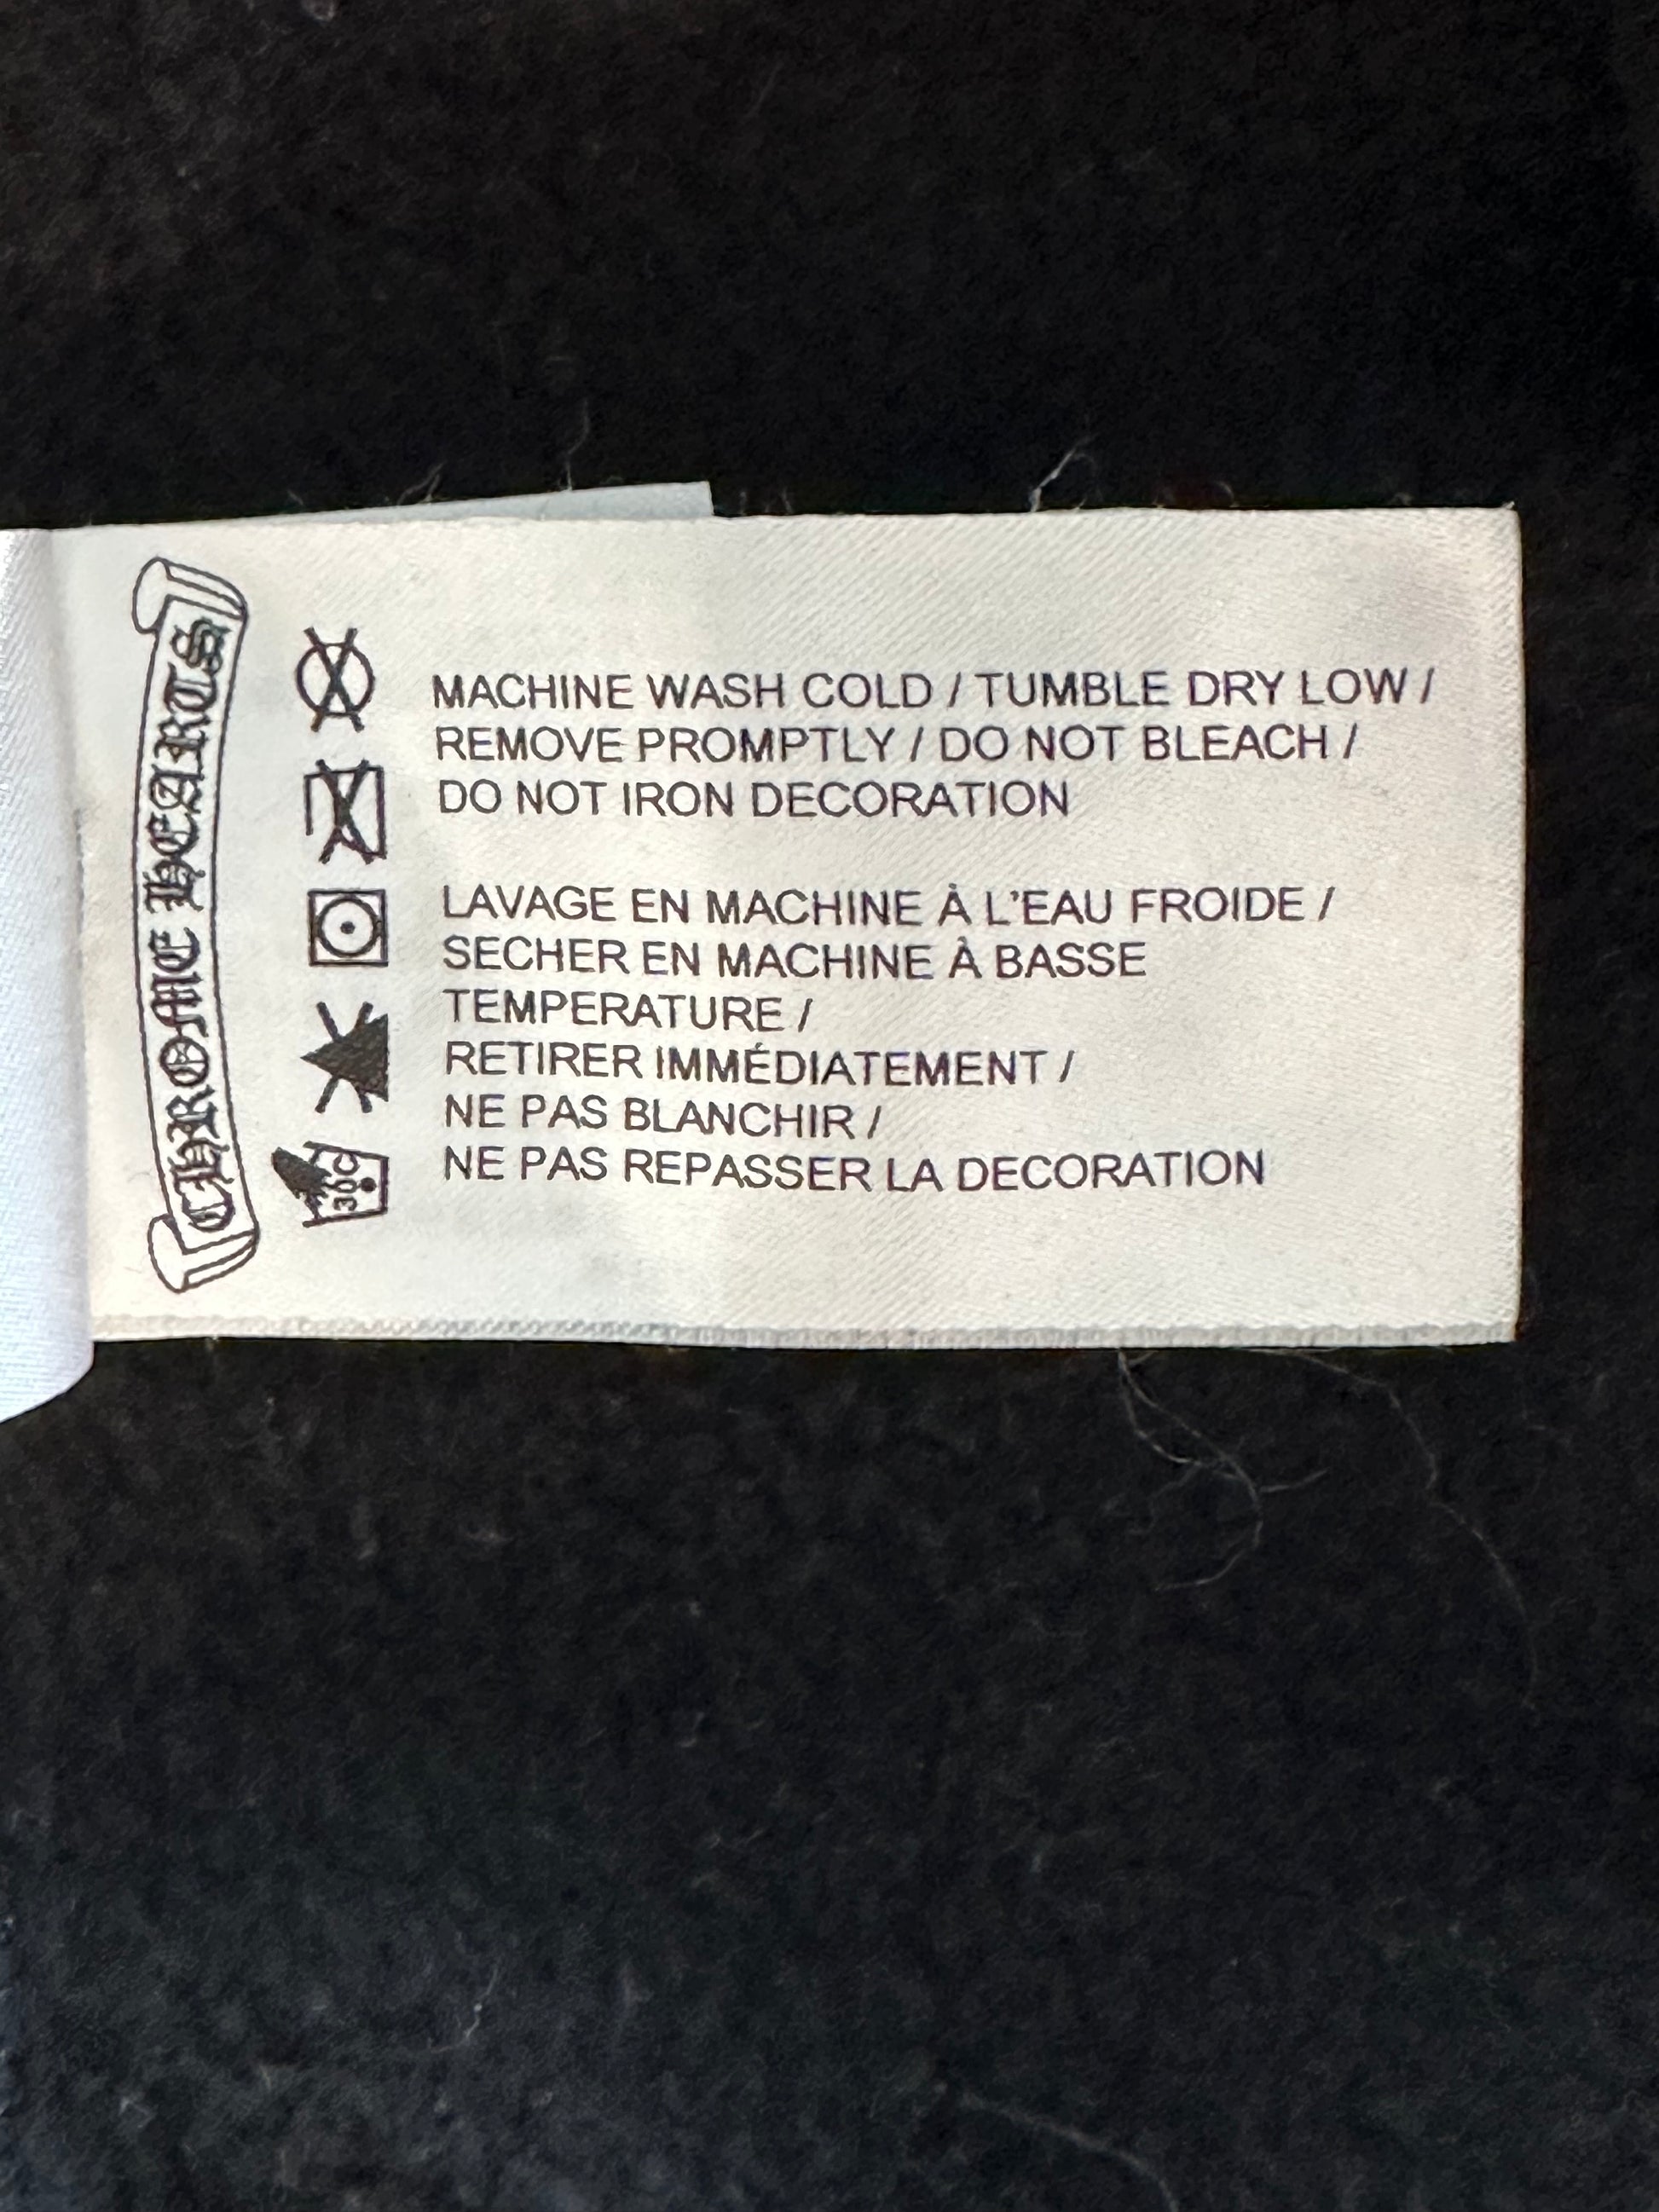 CHROME HEARTS
MACHINE WASH COLD / TUMBLE DRY LOW /
REMOVE PROMPTLY / DO NOT BLEACH /
DO NOT IRON DECORATION
LAVAGE EN MACHINE À L'EAU FROIDE /
SECHER EN MACHINE À BASSE
TEMPERATURE /
RETIRER IMMÉDIATEMENT /
NE PAS BLANCHIR /
NE PAS REPASSER LA DECORATION
30C